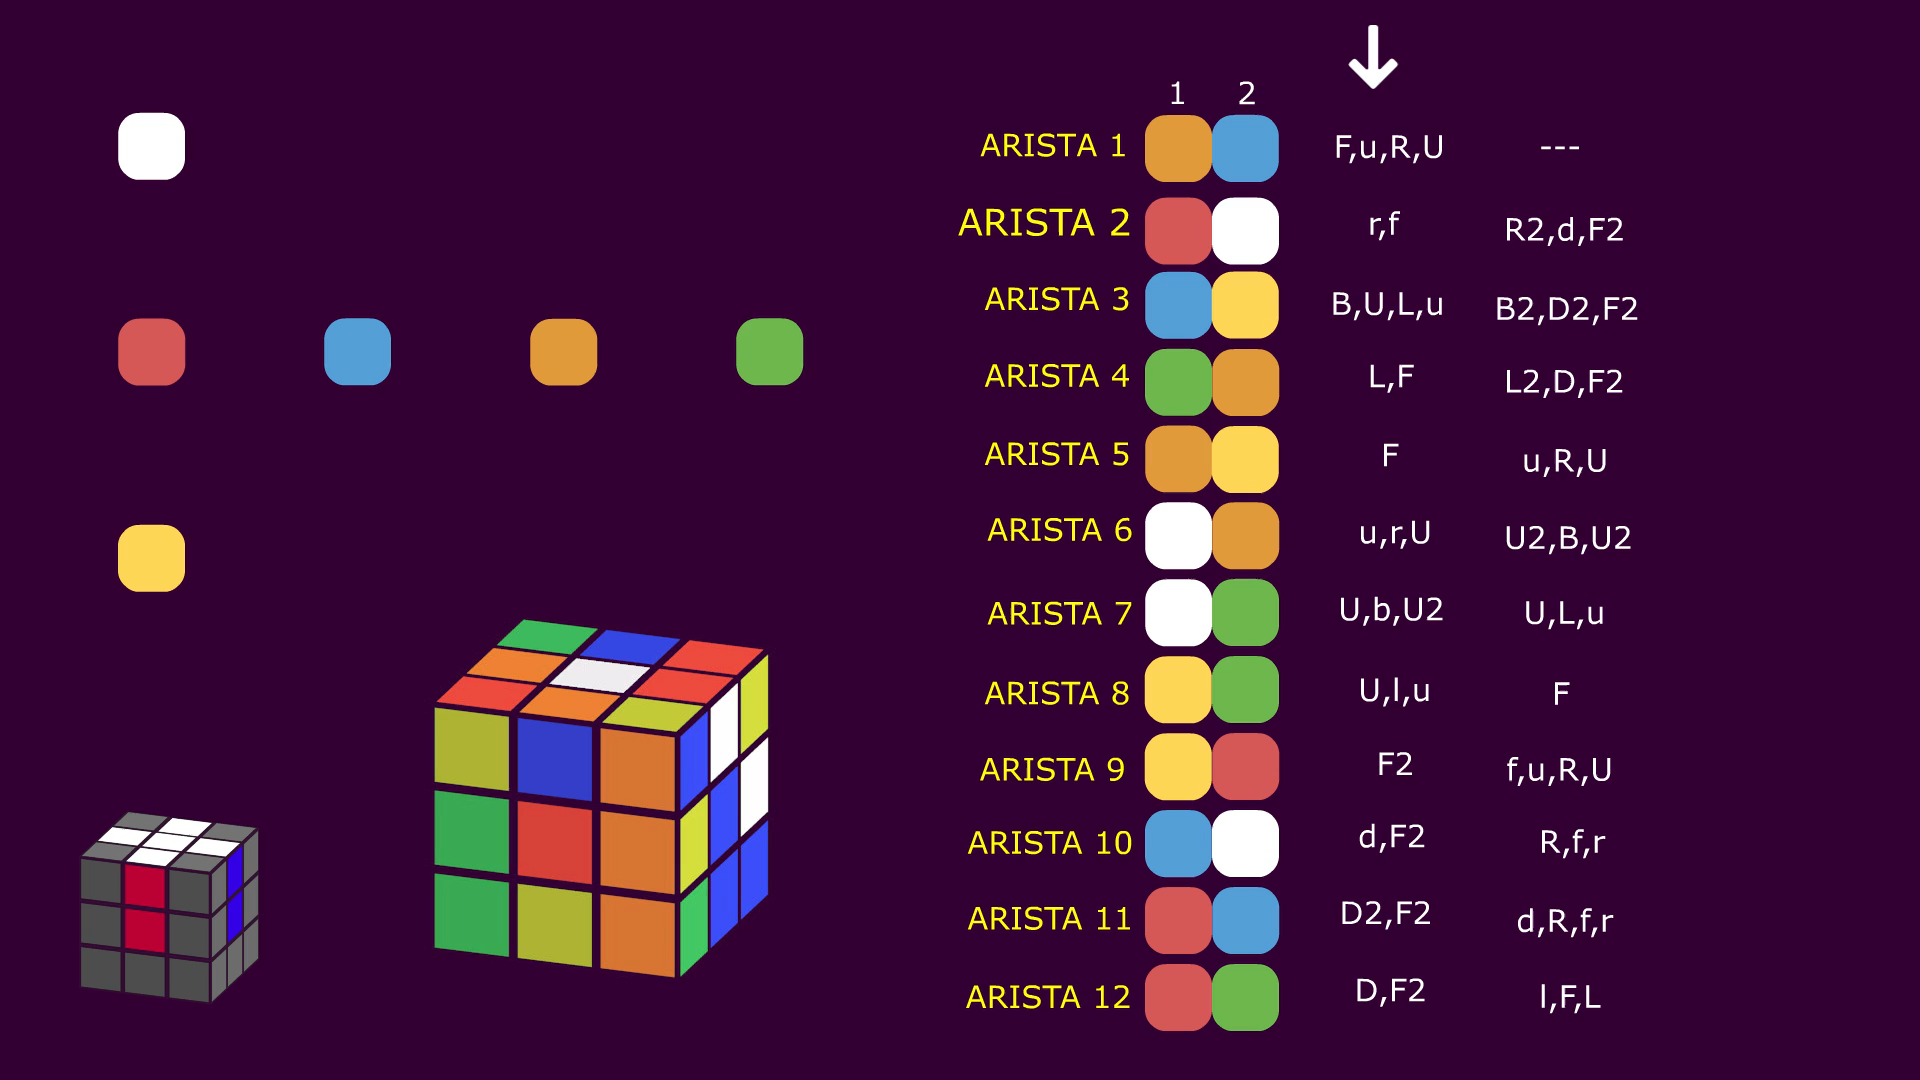 1 2
ARISTA 1 F,u,R,U ---
ARISTA 2 r,f R2,d,F2
ARISTA 3 B,U,L,u B2,D2,F2
ARISTA 4 L,F L2,D,F2
ARISTA 5 F u,R,U
ARISTA 6 u,r,U U2,B,U2
ARISTA 7 U,b,U2 U,L,u
ARISTA 8 U,l,u F
ARISTA 9 F2 f,u,R,U
ARISTA 10 d,F2 R,f,r
ARISTA 11 D2,F2 d,R,f,r
ARISTA 12 D,F2 l,F,L